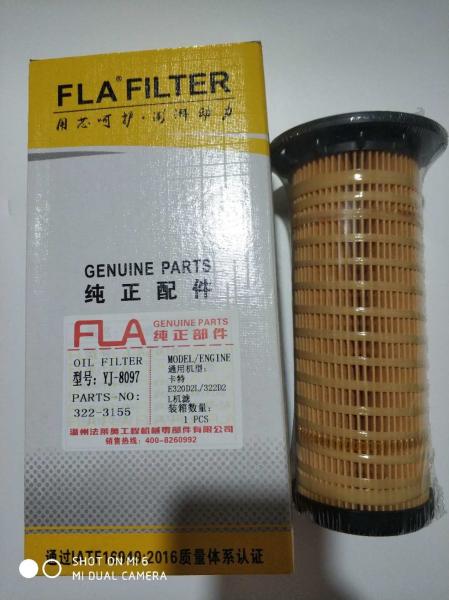 FLA® FILTER
用芯呵护·澎湃动力
GENUINE PARTS
纯正配件
FLA GENUINE PARTS
纯正部件
OIL FILTER
型号: YJ-8097
PARTS-NO:
322-3155
MODEL/ENGINE
通用机型:
卡特
E320D2L/322D2
L机滤
装箱数量:
1 PCS
温州法莱奥工程机械零部件有限公司
销售热线: 400-8260992
通过IATF16949:2016质量体系认证
SHOT ON MI 6
MI DUAL CAMERA